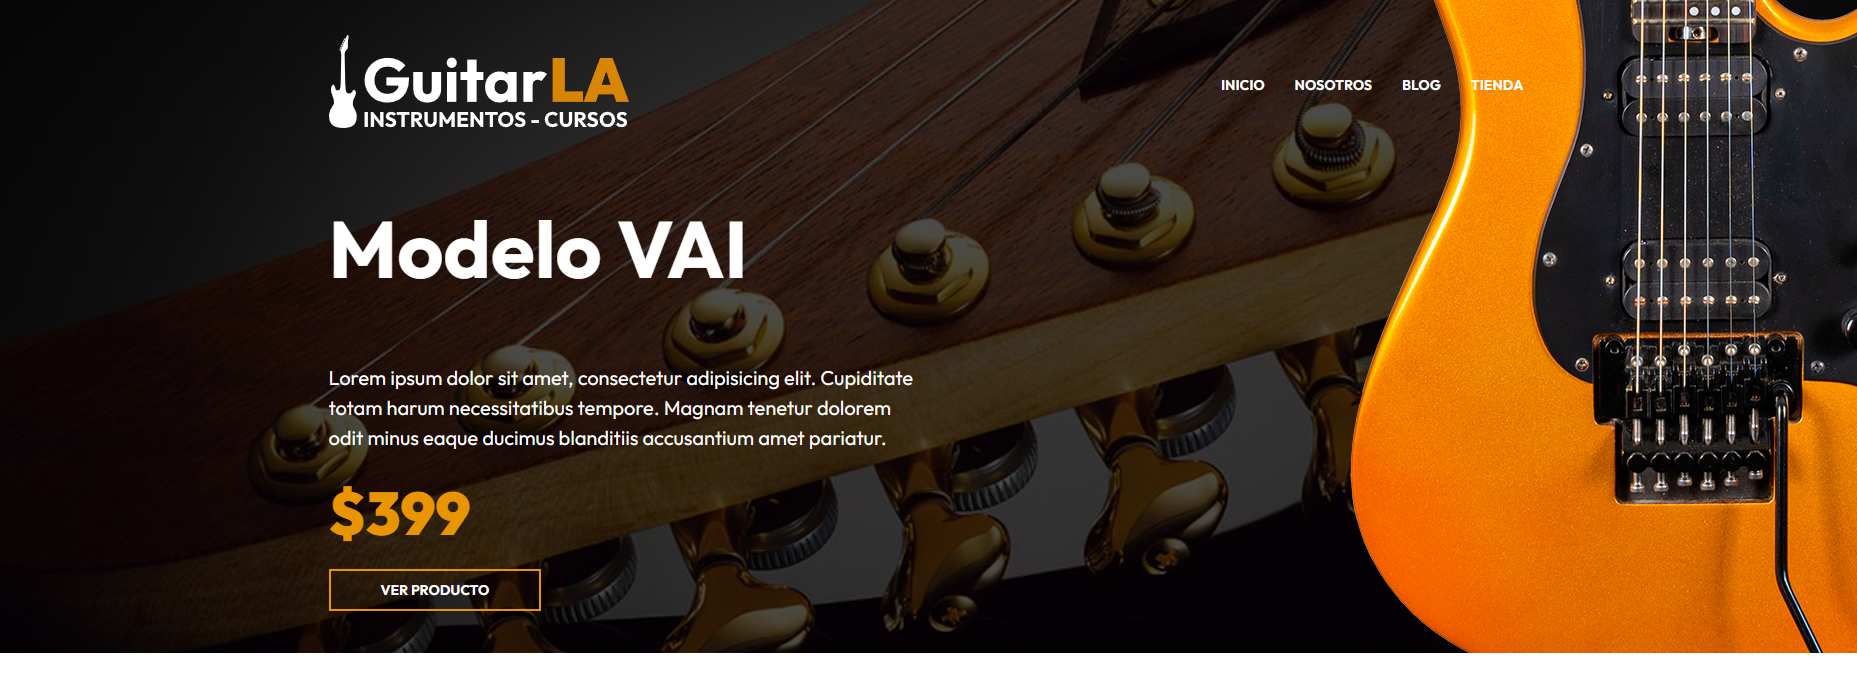 GuitarLA
INSTRUMENTOS - CURSOS
INICIO NOSOTROS BLOG TIENDA
Modelo VAI
Lorem ipsum dolor sit amet, consectetur adipisicing elit. Cupiditate
totam harum necessitatibus tempore. Magnam tenetur dolorem
odit minus eaque ducimus blanditiis accusantium amet pariatur.
$399
VER PRODUCTO